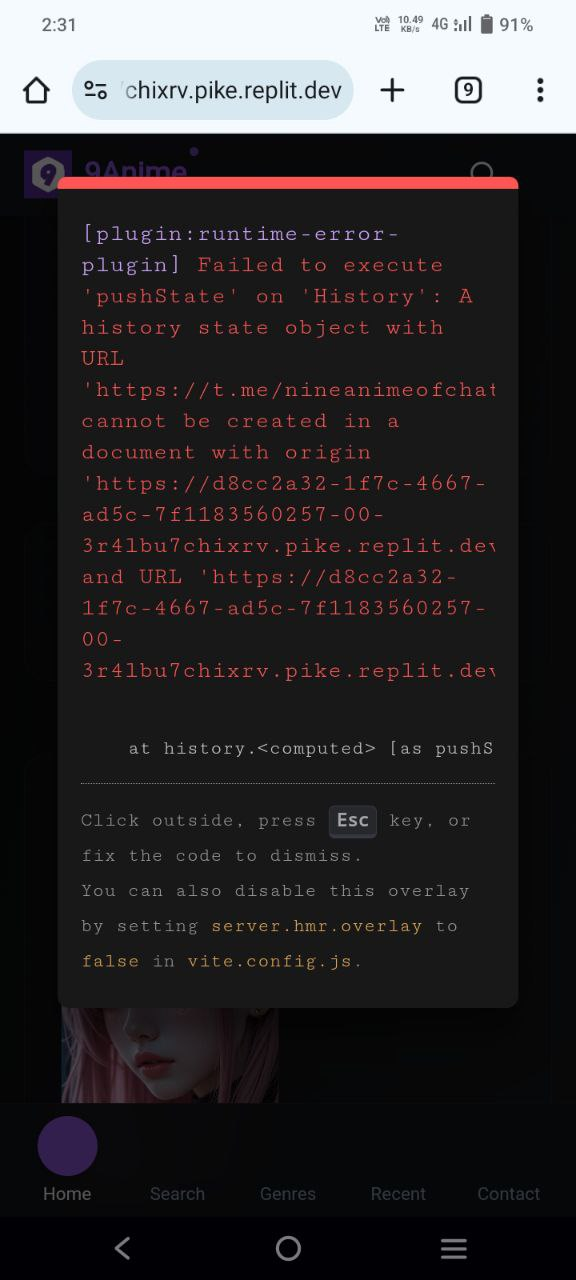 2:31
Vo) LTE
10.49 KB/s
4G
91%
chixrv.pike.replit.dev
9
9Anime
[plugin:runtime-error-
plugin] Failed to execute
'pushState' on 'History': A
history state object with
URL
'https://t.me/nineanimeofchat
cannot be created in a
document with origin
'https://d8cc2a32-1f7c-4667-
ad5c-7f1183560257-00-
3r4lbu7chixrv.pike.replit.dev
and URL 'https://d8cc2a32-
1f7c-4667-ad5c-7f1183560257-
00-
3r4lbu7chixrv.pike.replit.dev
at history.<computed> [as pushS
Click outside, press Esc key, or
fix the code to dismiss.
You can also disable this overlay
by setting server.hmr.overlay to
false in vite.config.js.
Home
Search
Genres
Recent
Contact